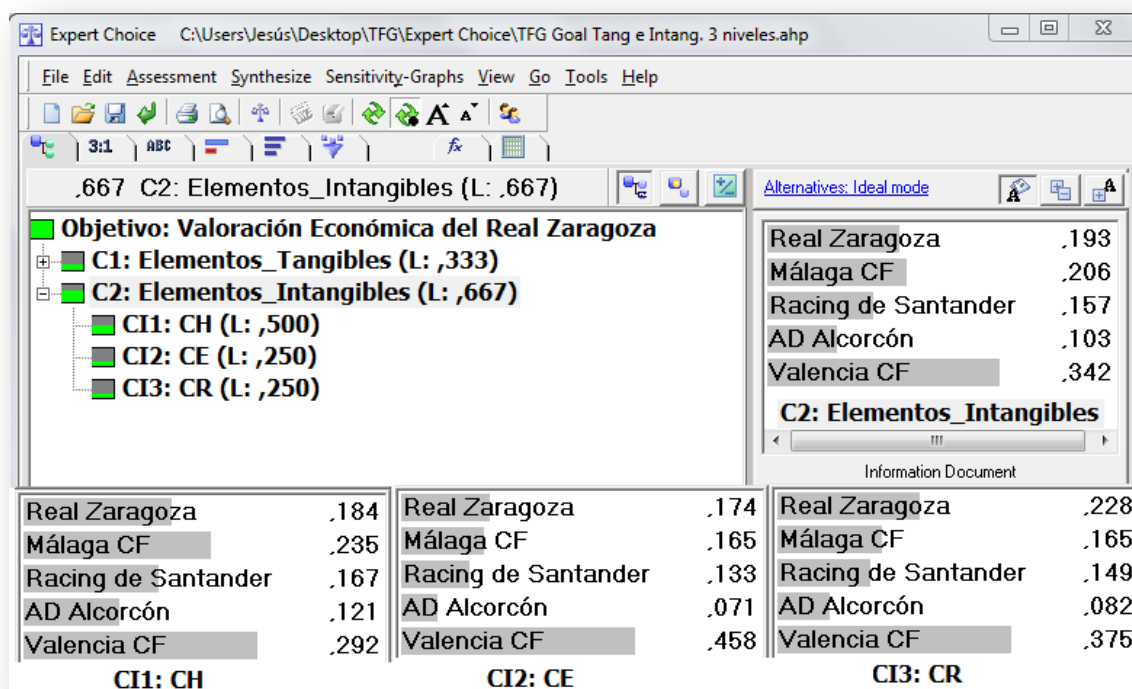 Expert Choice C:\Users\Jesús\Desktop\TFG\Expert Choice\TFG Goal Tang e Intang. 3 niveles.ahp
File Edit Assessment Synthesize Sensitivity-Graphs View Go Tools Help
A A
3:1 ABC fx
,667 C2: Elementos_Intangibles (L: ,667)
Alternatives: Ideal mode
A A
Objetivo: Valoración Económica del Real Zaragoza
C1: Elementos_Tangibles (L: ,333)
C2: Elementos_Intangibles (L: ,667)
CI1: CH (L: ,500)
CI2: CE (L: ,250)
CI3: CR (L: ,250)
Real Zaragoza ,193
Málaga CF ,206
Racing de Santander ,157
AD Alcorcón ,103
Valencia CF ,342
C2: Elementos_Intangibles
Information Document
Real Zaragoza ,184
Málaga CF ,235
Racing de Santander ,167
AD Alcorcón ,121
Valencia CF ,292
CI1: CH
Real Zaragoza ,174
Málaga CF ,165
Racing de Santander ,133
AD Alcorcón ,071
Valencia CF ,458
CI2: CE
Real Zaragoza ,228
Málaga CF ,165
Racing de Santander ,149
AD Alcorcón ,082
Valencia CF ,375
CI3: CR